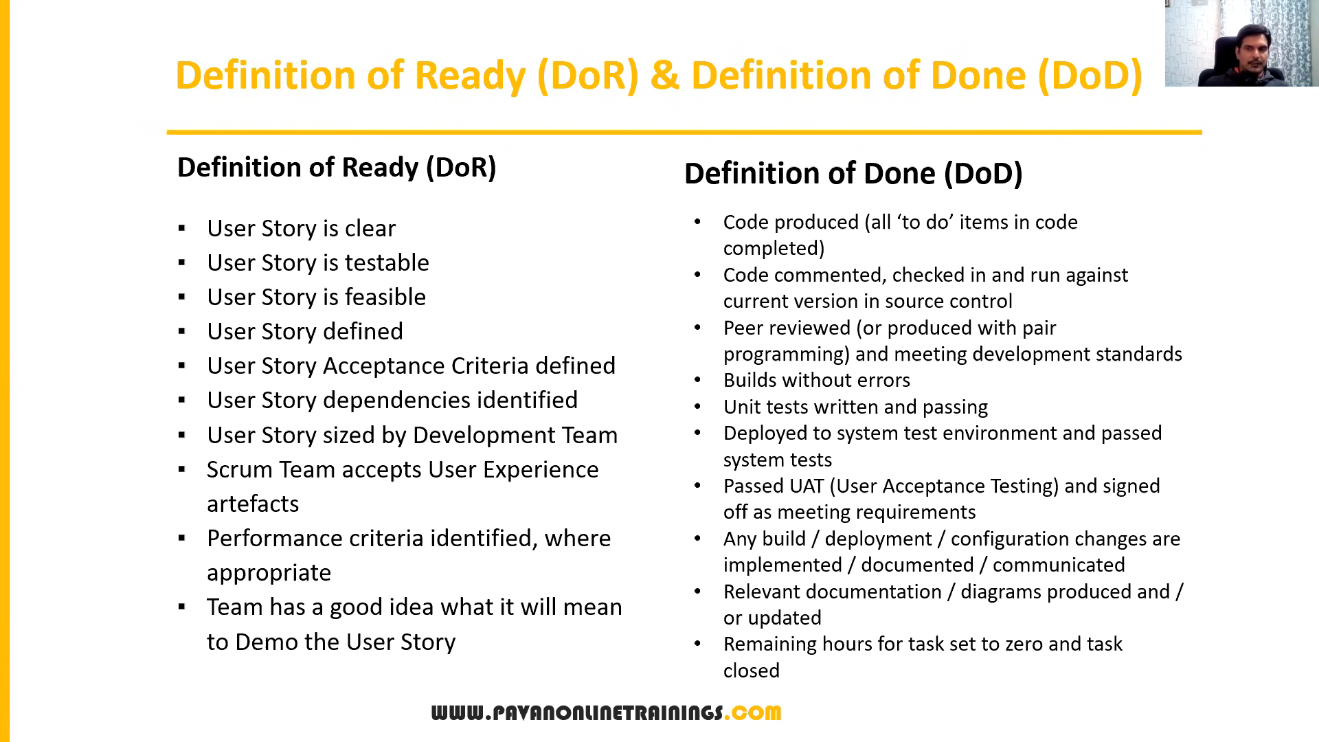 Definition of Ready (DoR) & Definition of Done (DoD)
Definition of Ready (DoR)
▪ User Story is clear
▪ User Story is testable
▪ User Story is feasible
▪ User Story defined
▪ User Story Acceptance Criteria defined
▪ User Story dependencies identified
▪ User Story sized by Development Team
▪ Scrum Team accepts User Experience
artefacts
▪ Performance criteria identified, where
appropriate
▪ Team has a good idea what it will mean
to Demo the User Story
Definition of Done (DoD)
• Code produced (all ‘to do’ items in code
completed)
• Code commented, checked in and run against
current version in source control
• Peer reviewed (or produced with pair
programming) and meeting development standards
• Builds without errors
• Unit tests written and passing
• Deployed to system test environment and passed
system tests
• Passed UAT (User Acceptance Testing) and signed
off as meeting requirements
• Any build / deployment / configuration changes are
implemented / documented / communicated
• Relevant documentation / diagrams produced and /
or updated
• Remaining hours for task set to zero and task
closed
WWW.PAVANONLINETRAININGS.COM